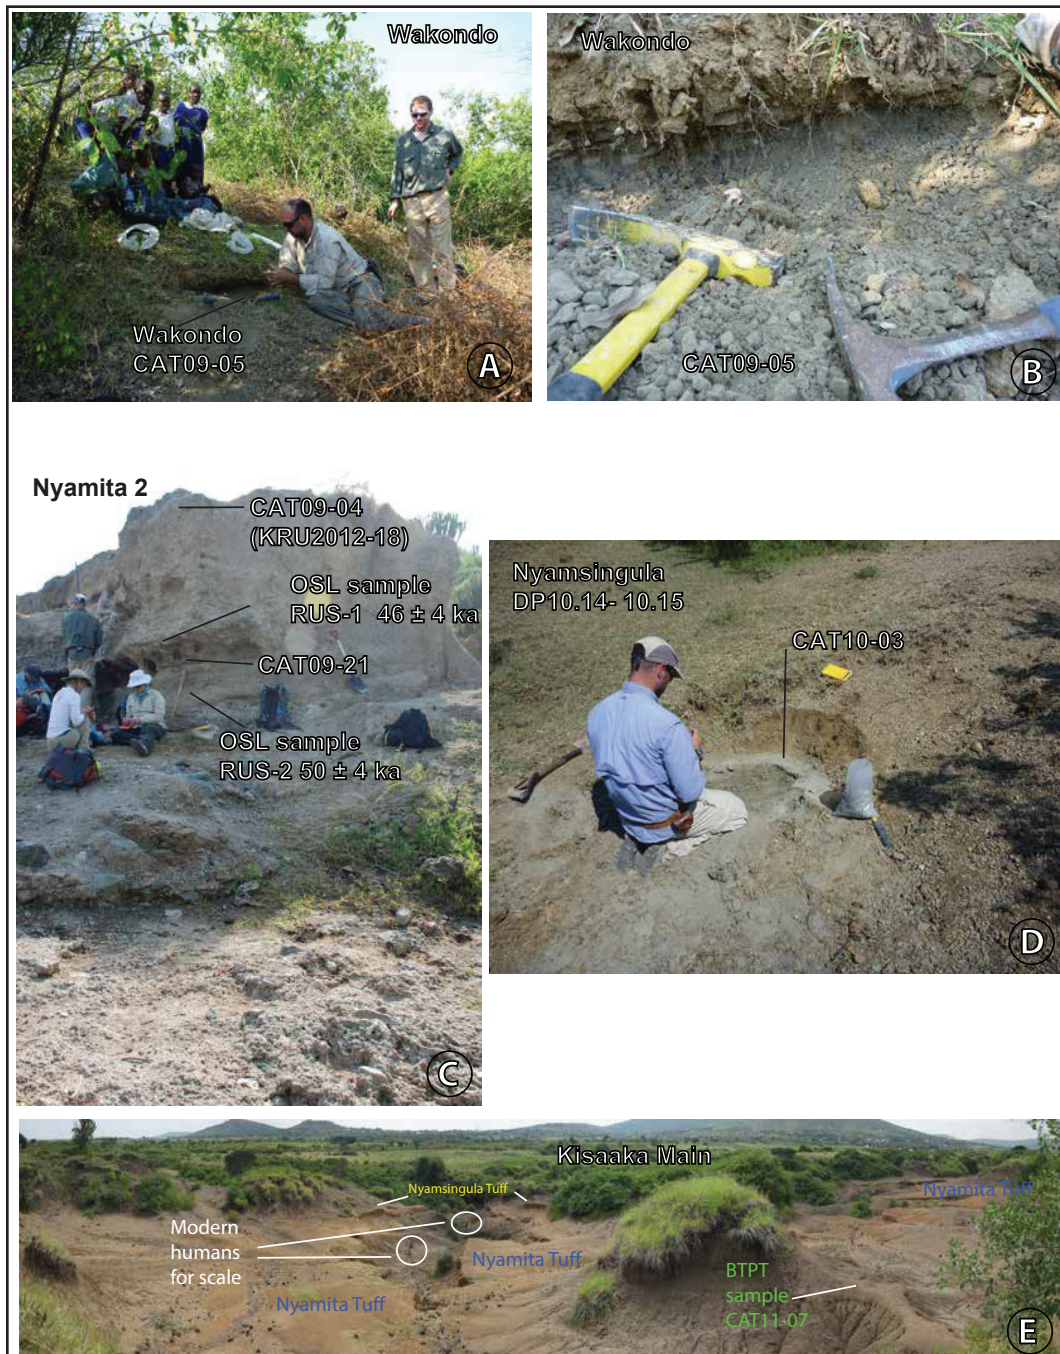 Wakondo
Wakondo
CAT09-05
A
Wakondo
CAT09-05
B
Nyamita 2
CAT09-04
(KRU2012-18)
OSL sample
RUS-1 46 ± 4 ka
CAT09-21
OSL sample
RUS-2 50 ± 4 ka
C
Nyamsingula
DP10.14- 10.15
CAT10-03
D
Kisaaka Main
Nyamsingula Tuff
Nyamita Tuff
Modern
humans
for scale
Nyamita Tuff
Nyamita Tuff
BTPT
sample
CAT11-07
E